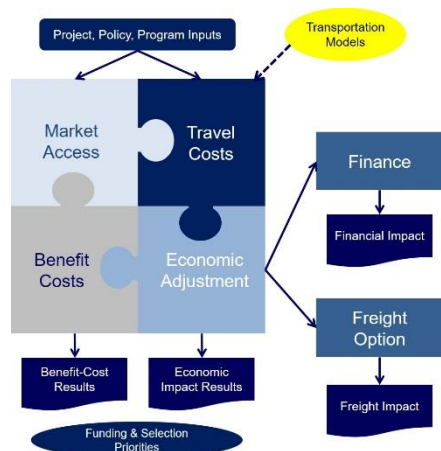 Project, Policy, Program Inputs
Transportation
Models
Market
Access
Travel
Costs
Finance
Financial Impact
Benefit
Costs
Economic
Adjustment
Freight
Option
Benefit-Cost
Results
Economic
Impact Results
Freight Impact
Funding & Selection
Priorities